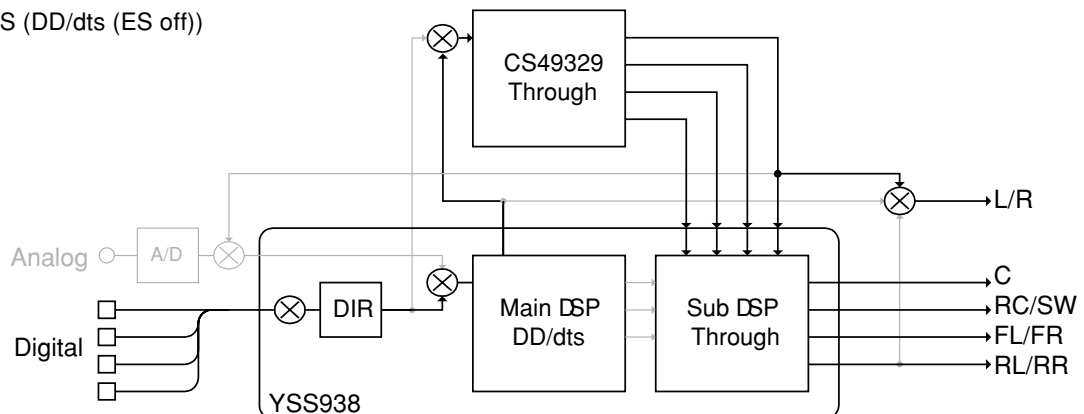 S (DD/dts (ES off))
CS49329
Through
L/R
Analog
A/D
C
DIR
Main DSP
DD/dts
Sub DSP
Through
RC/SW
FL/FR
RL/RR
Digital
YSS938